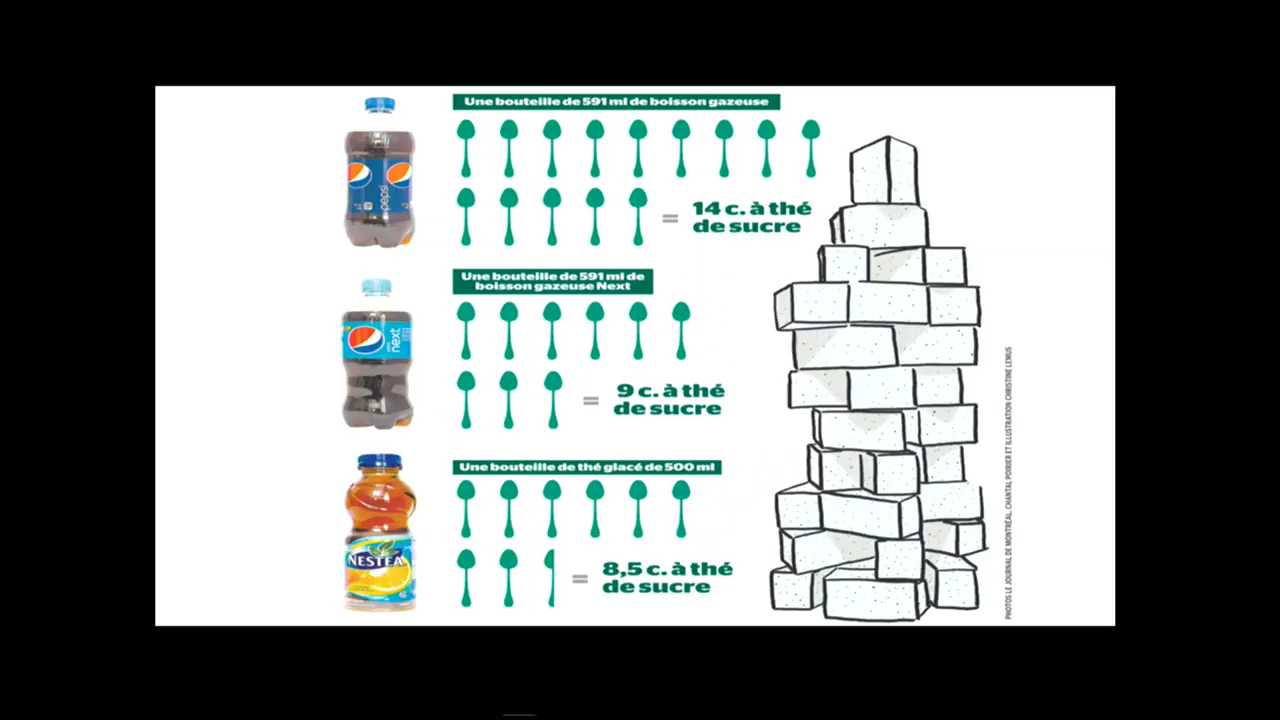 Une bouteille de 591 ml de boisson gazeuse
pepsi
= 14 c. à thé
de sucre
Une bouteille de 591 ml de
boisson gazeuse Next
next
= 9 c. à thé
de sucre
Une bouteille de thé glacé de 500 ml
NESTEA
= 8,5 c. à thé
de sucre
PHOTOS LE JOURNAL DE MONTRÉAL, CHANTAL POIRIER ET ILLUSTRATION CHRISTINE LEMUS